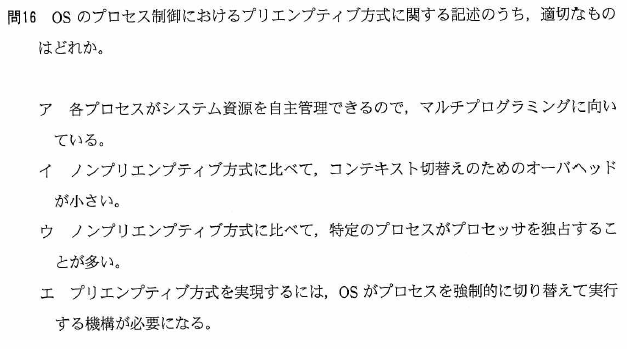 問16 OS のプロセス制御におけるプリエンプティブ方式に関する記述のうち，適切なもの
はどれか。
ア 各プロセスがシステム資源を自主管理できるので，マルチプログラミングに向い
ている。
イ ノンプリエンプティブ方式に比べて，コンテキスト切替えのためのオーバヘッド
が小さい。
ウ ノンプリエンプティブ方式に比べて，特定のプロセスがプロセッサを独占するこ
とが多い。
エ プリエンプティブ方式を実現するには，OS がプロセスを強制的に切り替えて実行
する機構が必要になる。